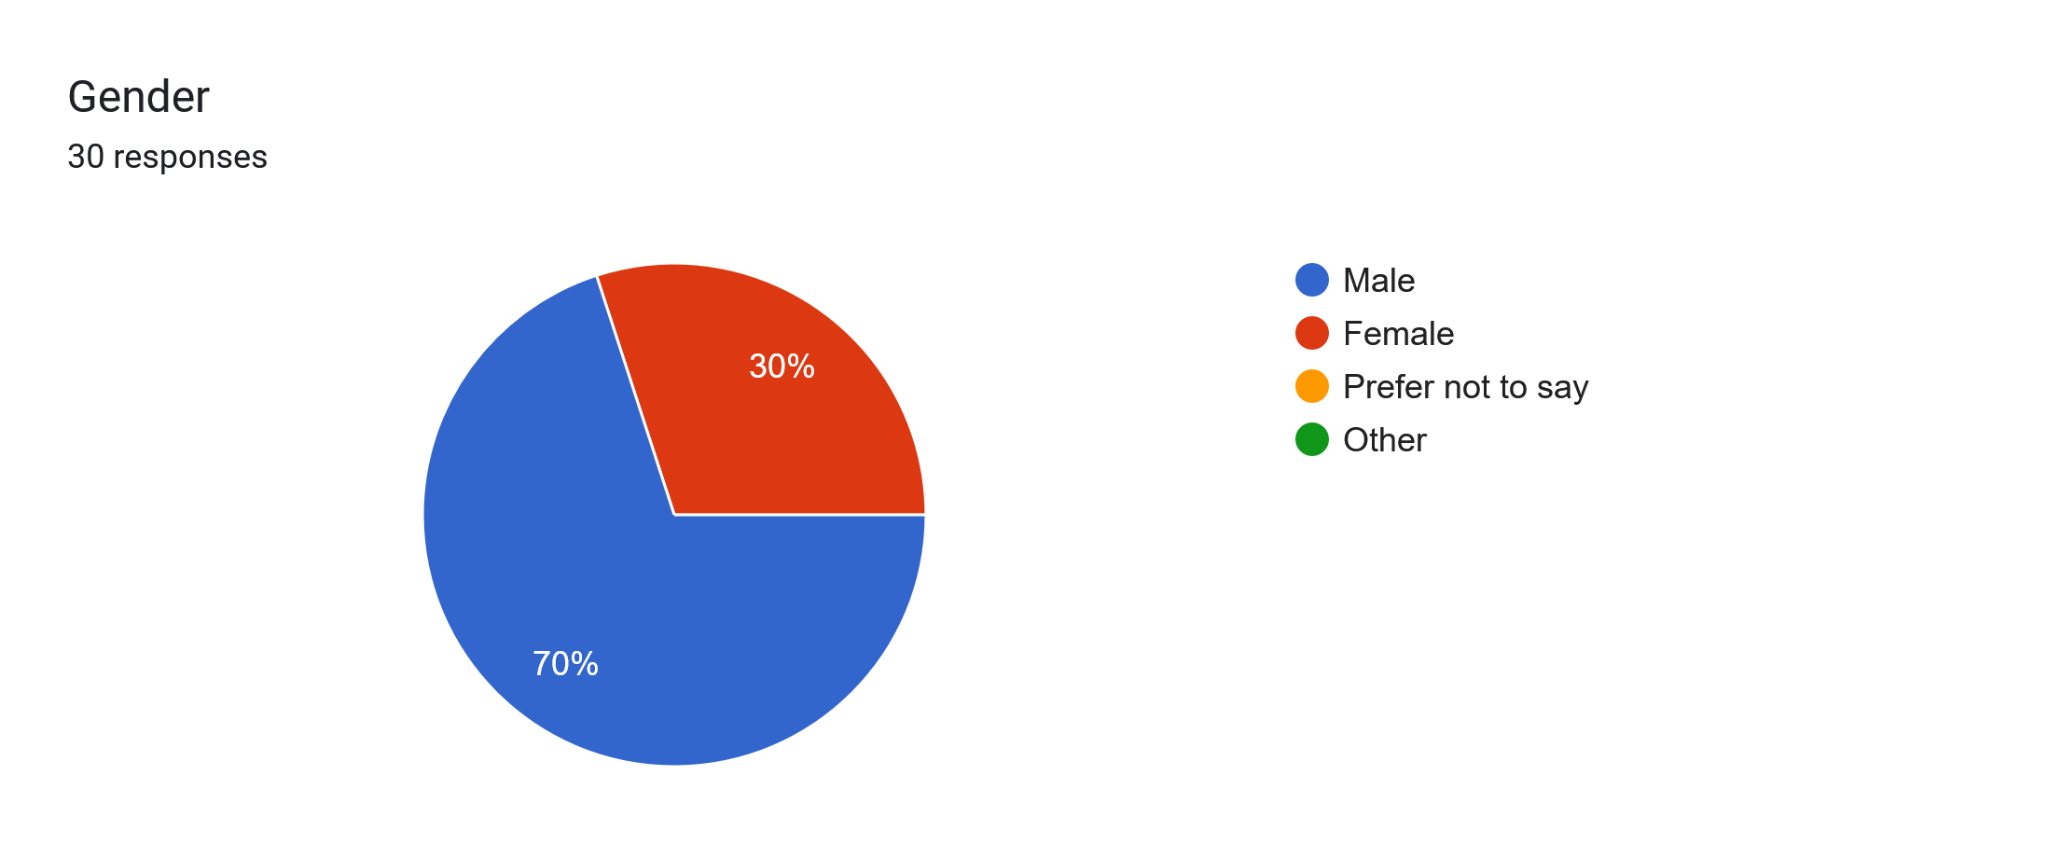 Gender
30 responses
30%
70%
Male
Female
Prefer not to say
Other